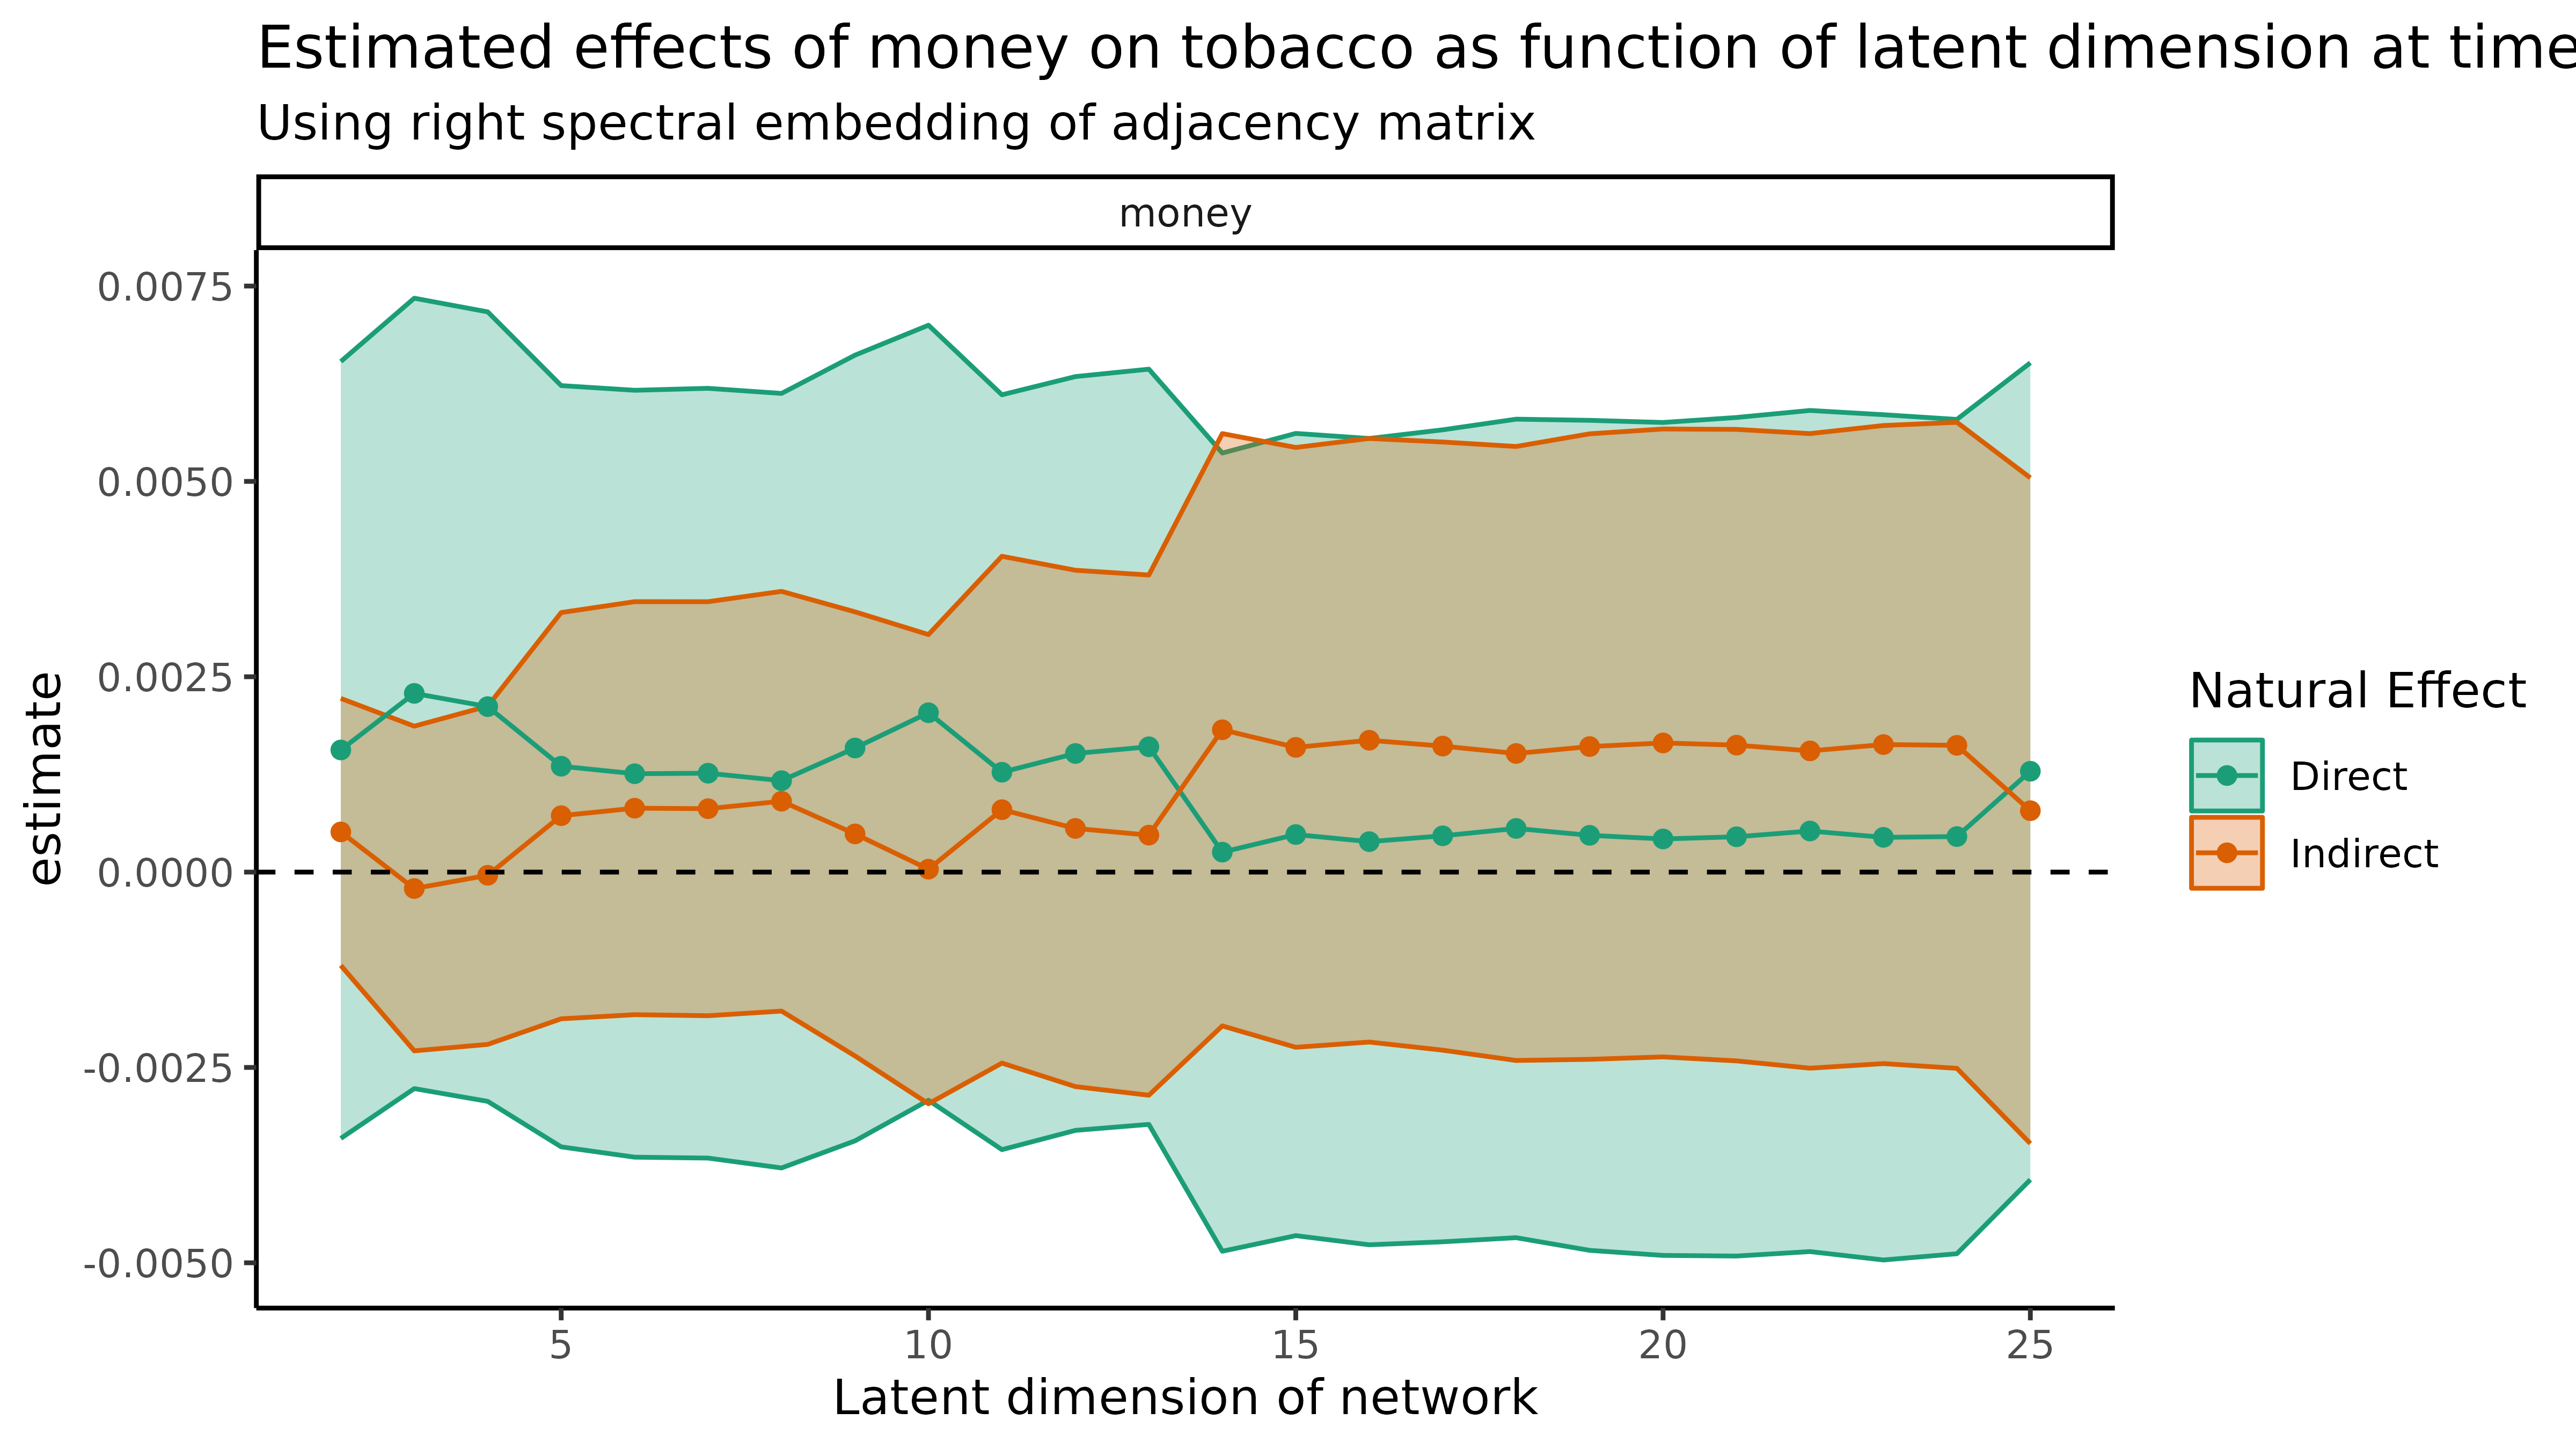 Estimated effects of money on tobacco as function of latent dimension at time
Using right spectral embedding of adjacency matrix
money
0.0075
0.0050
0.0025
0.0000
-0.0025
-0.0050
estimate
5 10 15 20 25
Latent dimension of network
Natural Effect
Direct
Indirect